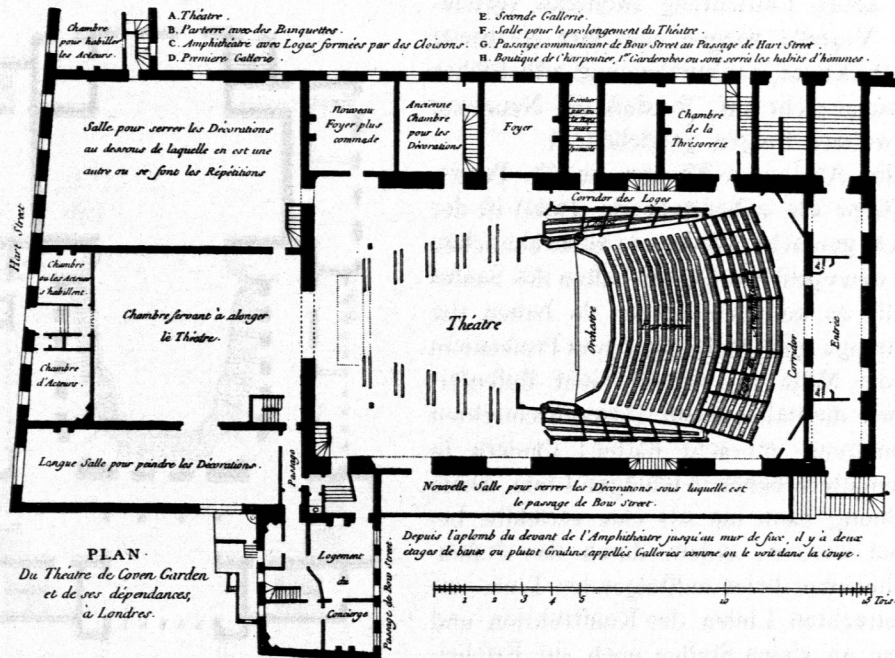 A. Théatre.
B. Parterre avec des Banquettes.
C. Amphithéatre avec Loges formées par des Cloisons.
D. Premiere Gallerie.
E. Seconde Gallerie.
F. Salle pour le prolongement du Théatre.
G. Passage communicant de Bow Street au Passage de Hart Street.
H. Boutique de Charpentier, 1re Garderobes ou sont serrés les habits d'hommes.
Chambre
pour habiller
les Acteurs.
Salle pour serrer les Décorations
au dessous de laquelle en est une
autre ou se font les Répétitions
Nouveau
Foyer plus
commade
Ancienne
Chambre
pour les
Décorations
Foyer
Escalier
Chambre
de la
Thrésorerie
Hart Street
Chambre
ou les Acteurs
s'habillent.
Chambre servant à alonger
le Théatre.
Chambre
d'Acteurs.
Longue Salle pour peindre les Décorations.
Passage
Theatre
Corridor des Loges
Orchestre
Parterre
Corridor
Entrée
Nouvelle Salle pour serrer les Décorations sous laquelle est
le passage de Bow Street.
Depuis l'aplomb du devant de l'Amphithéatre jusqu'au mur de face, il y à deux
étages de bancs ou plutot Gradins appellés Galleries comme on le voit dans la Coupe.
Logement
du
Concierge
Passage de Bow Street.
PLAN
Du Théatre de Coven Garden
et de ses dépendances,
à Londres.
1 2 3 4 5 10 15 Tois.